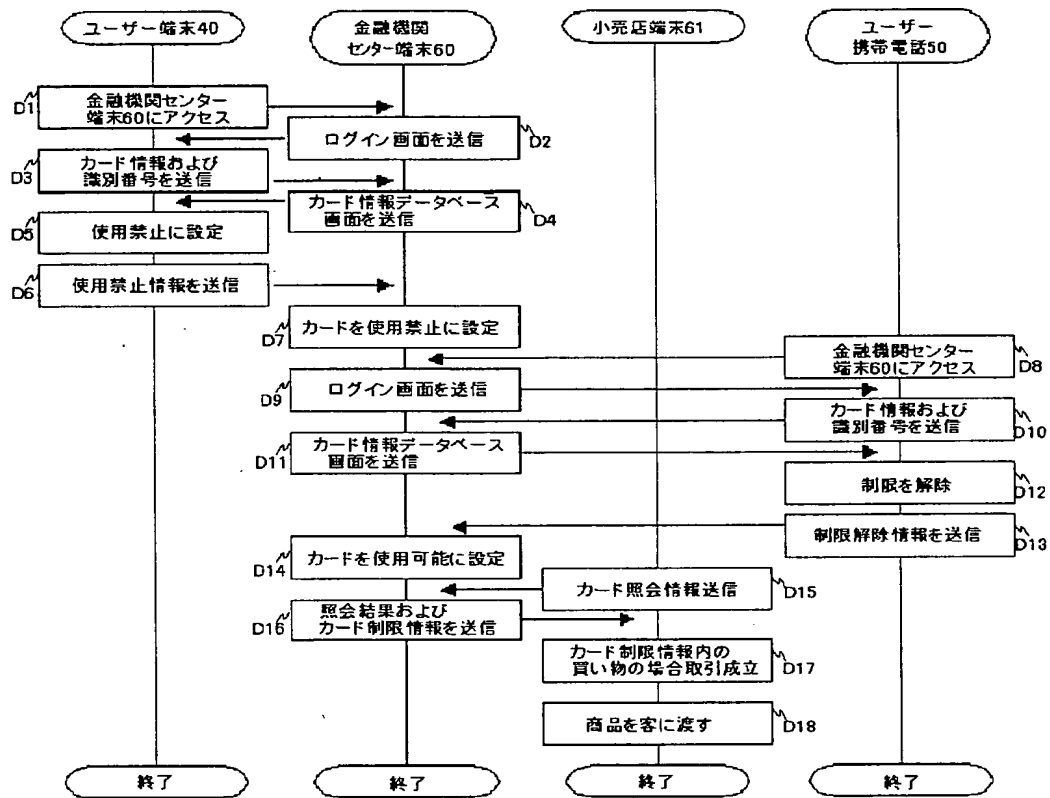 ユーザー端末40
金融機関
センター端末60
小売店端末61
ユーザー
携帯電話50
D1
金融機関センター
端末60にアクセス
ログイン画面を送信
D2
D3
カード情報および
識別番号を送信
カード情報データベース
画面を送信
D4
D5
使用禁止に設定
D6
使用禁止情報を送信
D7
カードを使用禁止に設定
金融機関センター
端末60にアクセス
D8
D9
ログイン画面を送信
カード情報および
識別番号を送信
D10
D11
カード情報データベース
画面を送信
制限を解除
D12
制限解除情報を送信
D13
D14
カードを使用可能に設定
カード照会情報送信
D15
D16
照会結果および
カード制限情報を送信
カード制限情報内の
買い物の場合取引成立
D17
商品を客に渡す
D18
終了
終了
終了
終了